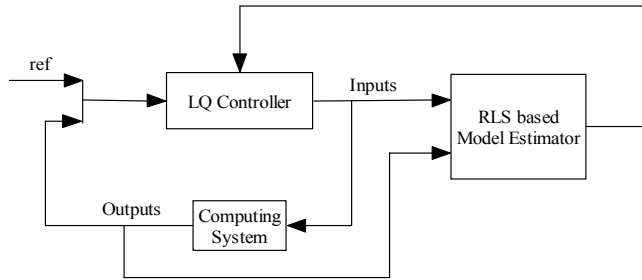 ref
LQ Controller
Inputs
RLS based
Model Estimator
Outputs
Computing
System